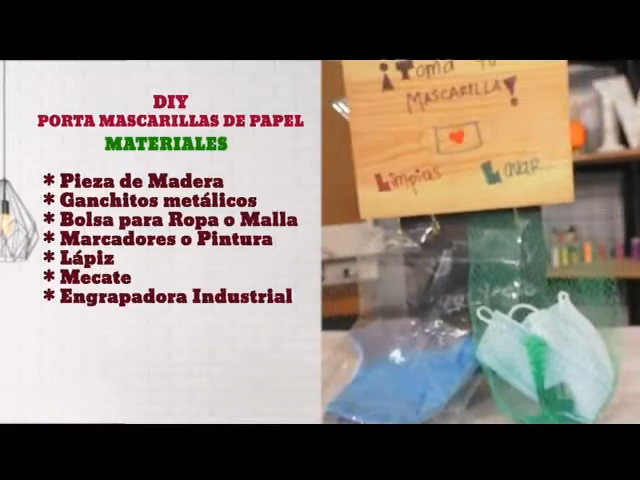 DIY
PORTA MASCARILLAS DE PAPEL
MATERIALES
* Pieza de Madera
* Ganchitos metálicos
* Bolsa para Ropa o Malla
* Marcadores o Pintura
* Lápiz
* Mecate
* Engrapadora Industrial
¡Toma tu
MASCARILLA!
Limpias Lavar